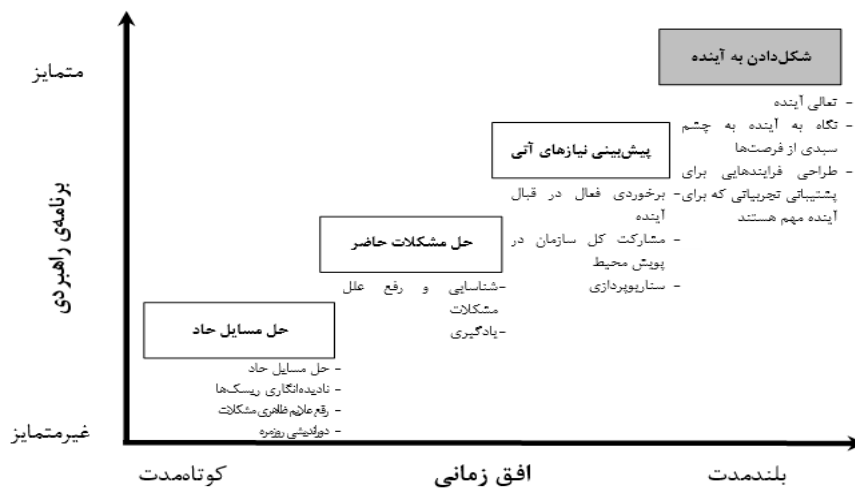 متمایز
برنامه‌ی راهبردی
غیرمتمایز
شکل‌دادن به آینده
- تعالی آینده
- نگاه به آینده به چشم
سبدی از فرصت‌ها
- طراحی فرایندهایی برای
پشتیبانی تجربیاتی که برای
آینده مهم هستند
پیش‌بینی نیازهای آتی
- برخوردی فعال در قبال
آینده
- مشارکت کل سازمان در
پویش محیط
- سناریوپردازی
حل مشکلات حاضر
- شناسایی و رفع علل
مشکلات
- یادگیری
حل مسایل حاد
- حل مسایل حاد
- نادیده‌انگاری ریسک‌ها
- رفع علایم ظاهری مشکلات
- دوراندیشی روزمره
کوتاه‌مدت
افق زمانی
بلندمدت